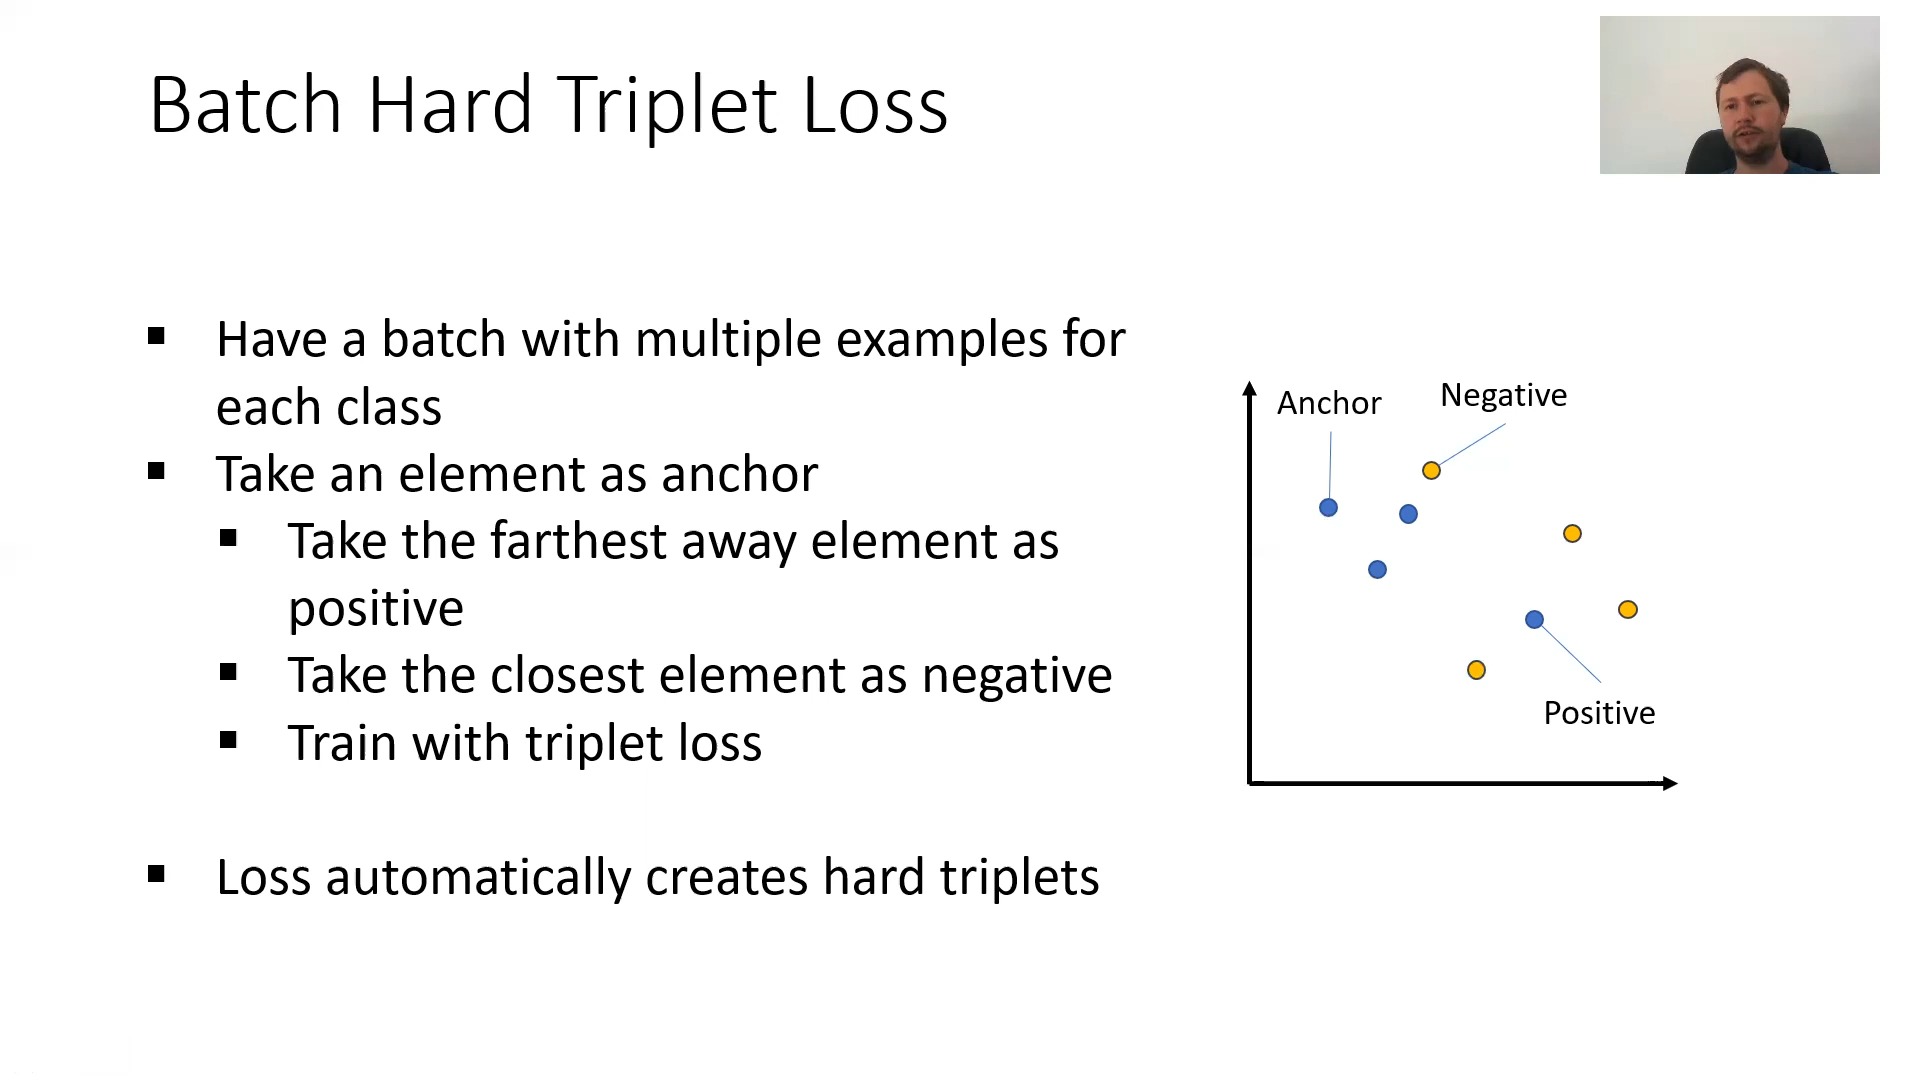 Batch Hard Triplet Loss
Have a batch with multiple examples for
each class
Take an element as anchor
Take the farthest away element as
positive
Take the closest element as negative
Train with triplet loss
Loss automatically creates hard triplets
Anchor
Negative
Positive